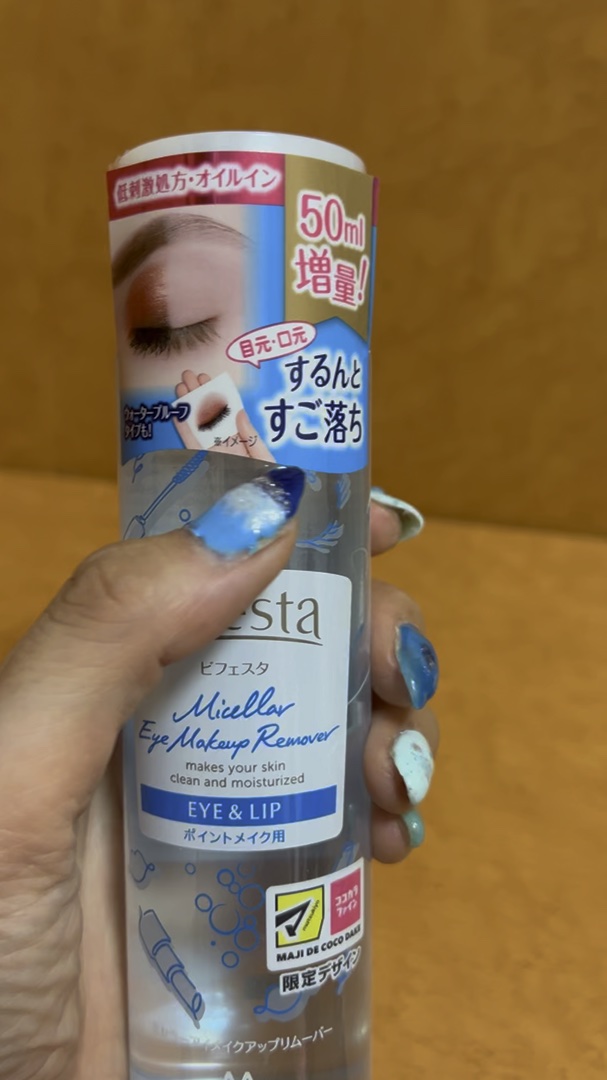 低刺激処方・オイルイン
50ml
増量!
目元・口元
するんと
すご落ち
ウォータープルーフ
タイプも!
※イメージ
esta
ビフェスタ
Micellar
Eye Makeup Remover
makes your skin
clean and moisturized
EYE & LIP
ポイントメイク用
matsukiyo
ココカラ
ファイン
MAJI DE COCO DAKE
限定デザイン
メイクアップリムーバー